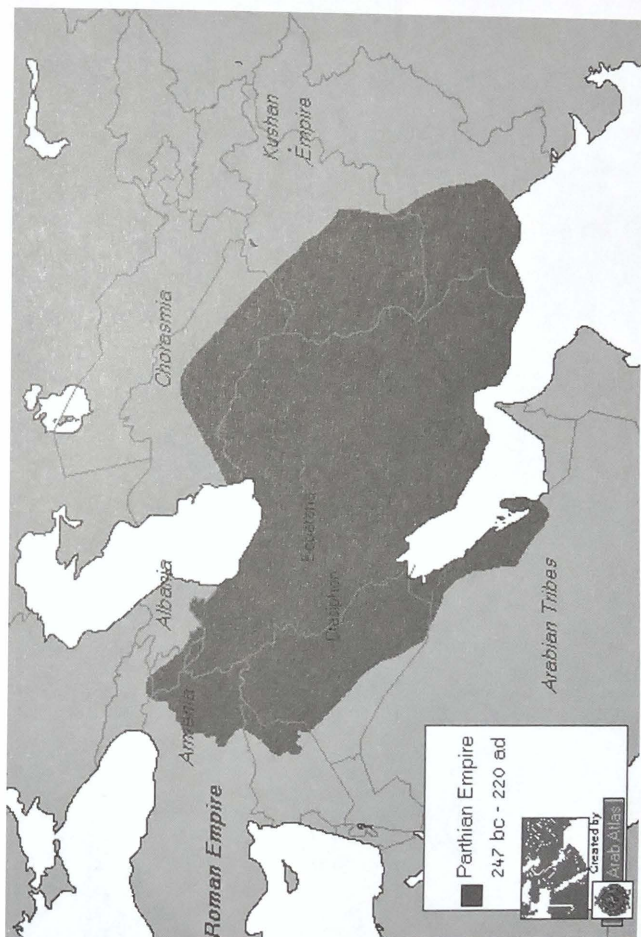 Kushan
Empire
Chorasmia
Albania
Armenia
Roman Empire
Ecbatana
Ctesiphon
Arabian Tribes
Parthian Empire
247 bc - 220 ad
Created by
Arab Atlas